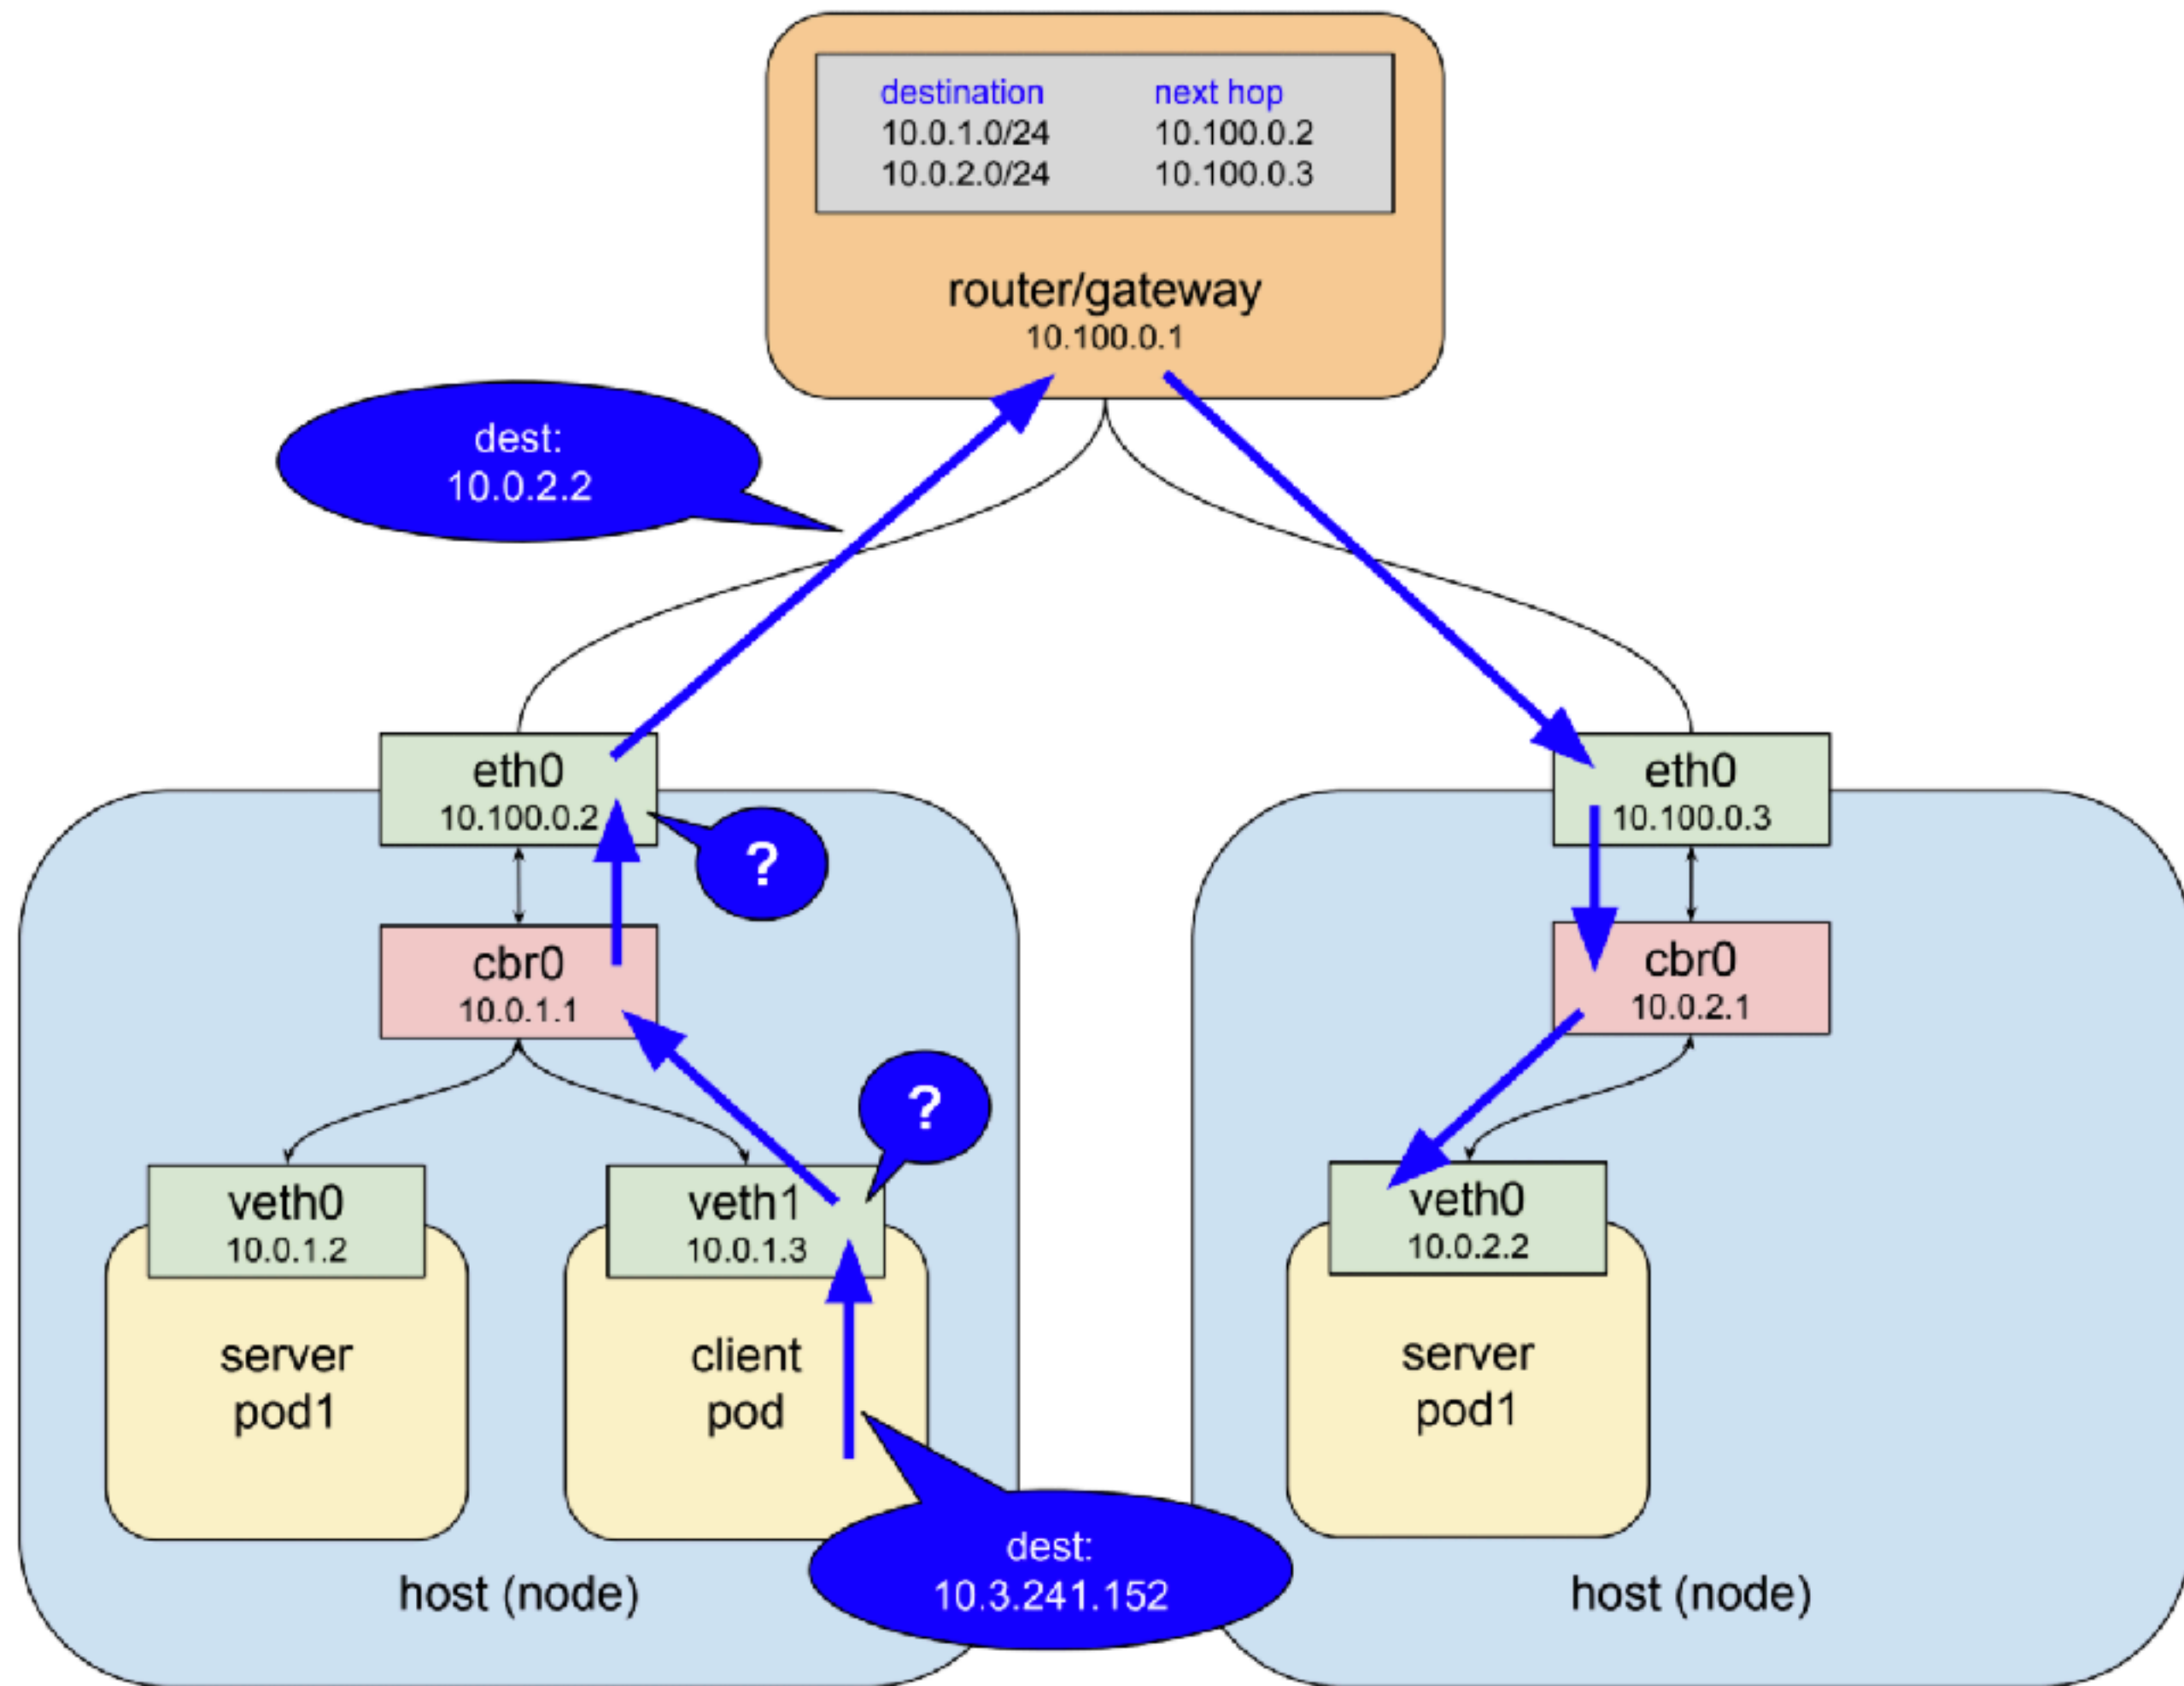 destination next hop
10.0.1.0/24 10.100.0.2
10.0.2.0/24 10.100.0.3
router/gateway
10.100.0.1
dest:
10.0.2.2
eth0
10.100.0.2
?
cbr0
10.0.1.1
?
veth0
10.0.1.2
server
pod1
veth1
10.0.1.3
client
pod
dest:
10.3.241.152
host (node)
eth0
10.100.0.3
cbr0
10.0.2.1
veth0
10.0.2.2
server
pod1
host (node)